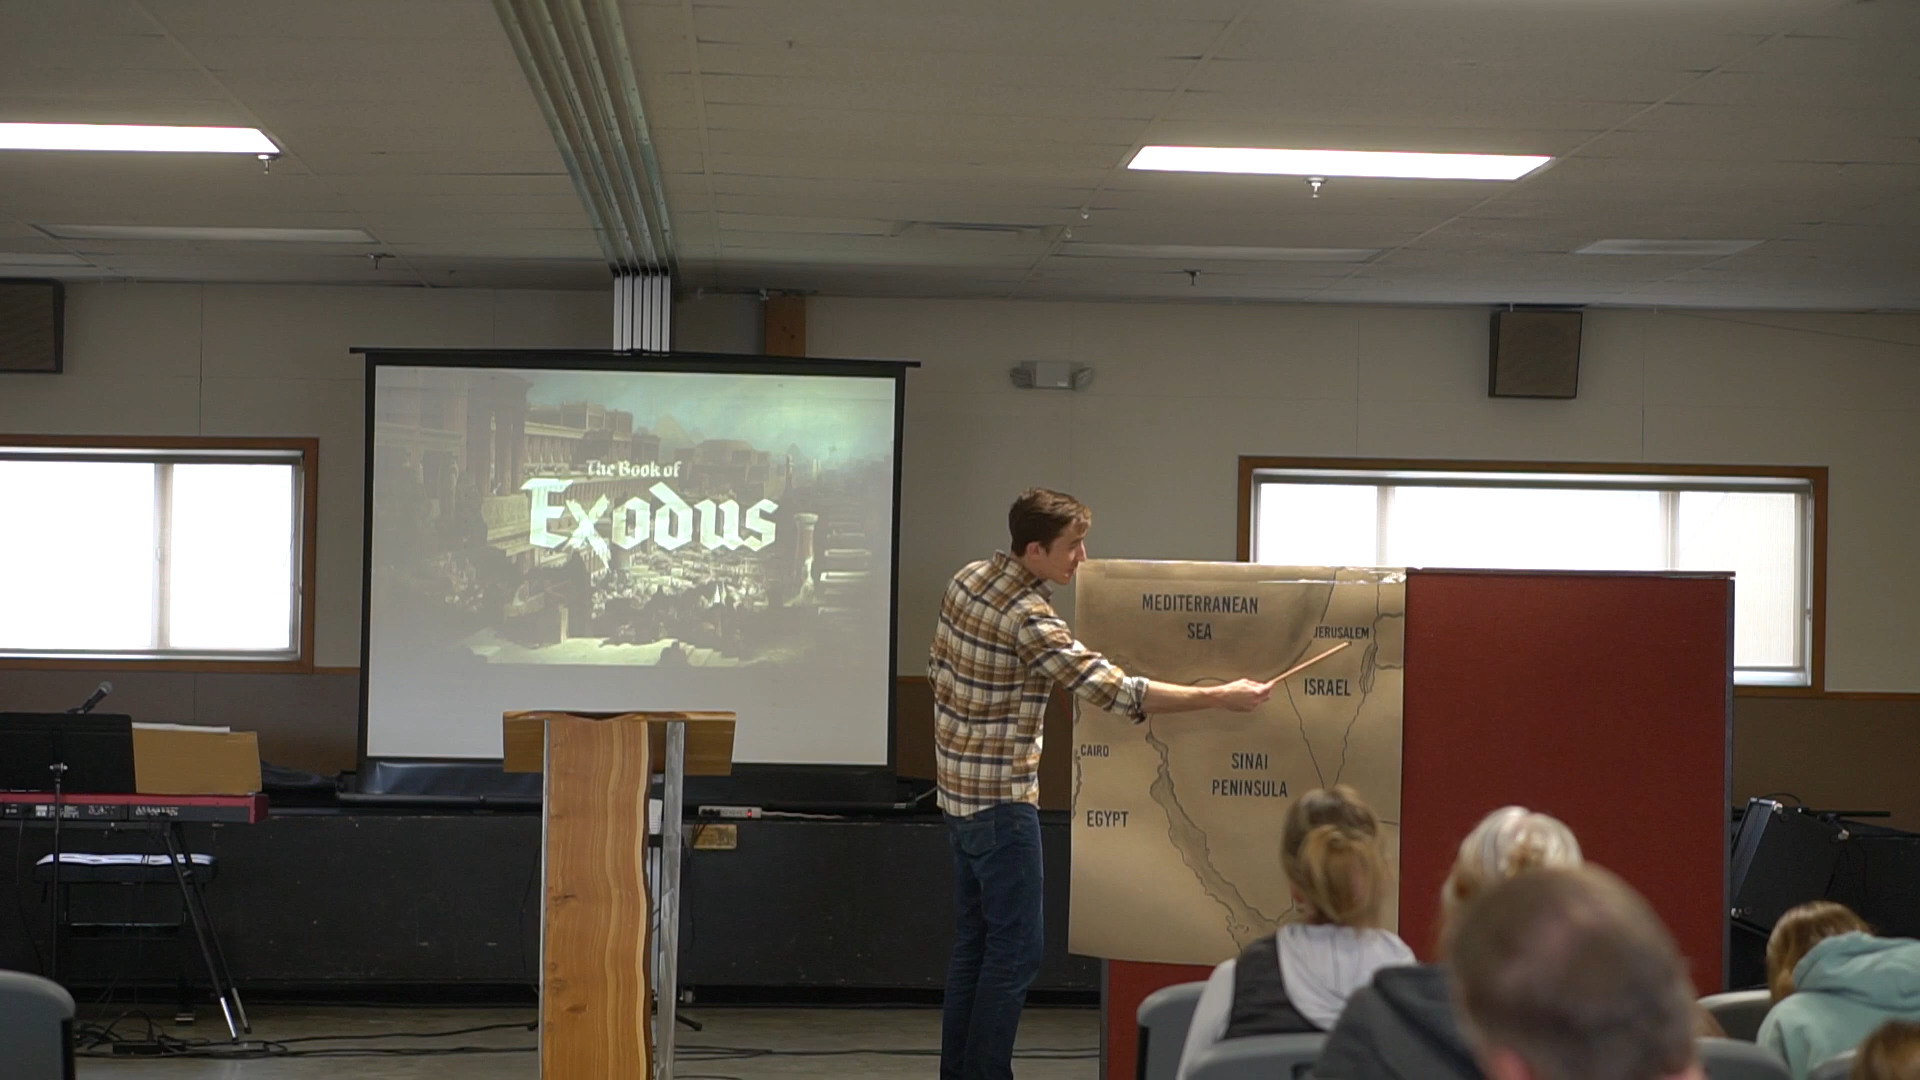 The Book of
Exodus
MEDITERRANEAN
SEA
JERUSALEM
ISRAEL
CAIRO
SINAI
PENINSULA
EGYPT